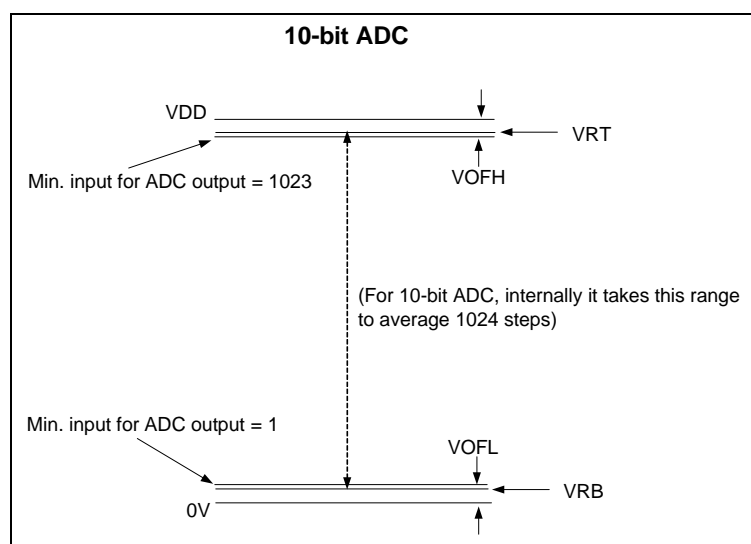 10-bit ADC
VDD
VRT
Min. input for ADC output = 1023
VOFH
(For 10-bit ADC, internally it takes this range
to average 1024 steps)
Min. input for ADC output = 1
VOFL
VRB
0V